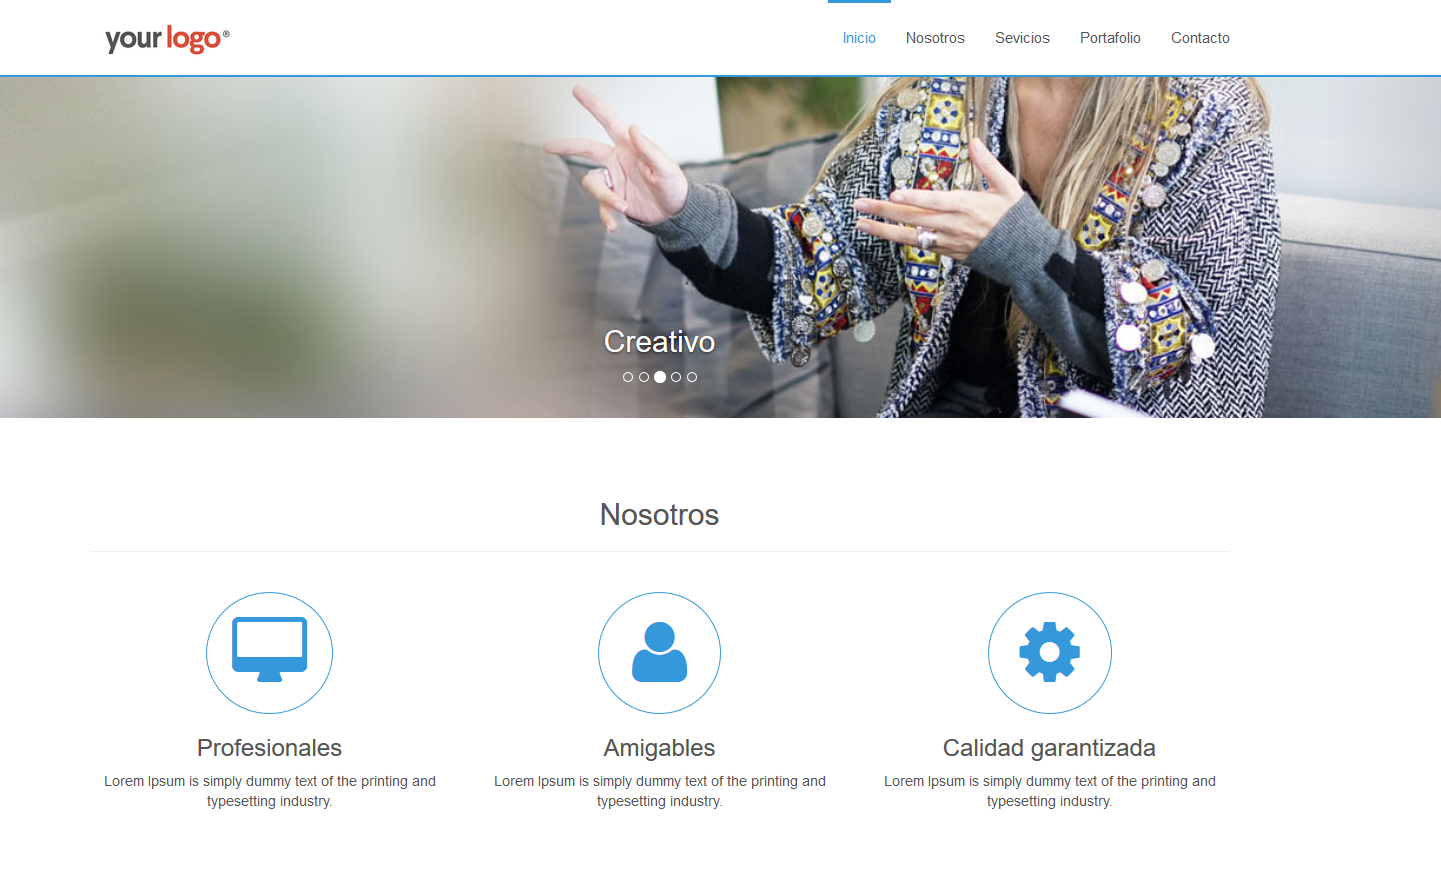 your logo®
Inicio Nosotros Sevicios Portafolio Contacto
Creativo
Nosotros
Profesionales
Lorem Ipsum is simply dummy text of the printing and
typesetting industry.
Amigables
Lorem Ipsum is simply dummy text of the printing and
typesetting industry.
Calidad garantizada
Lorem Ipsum is simply dummy text of the printing and
typesetting industry.